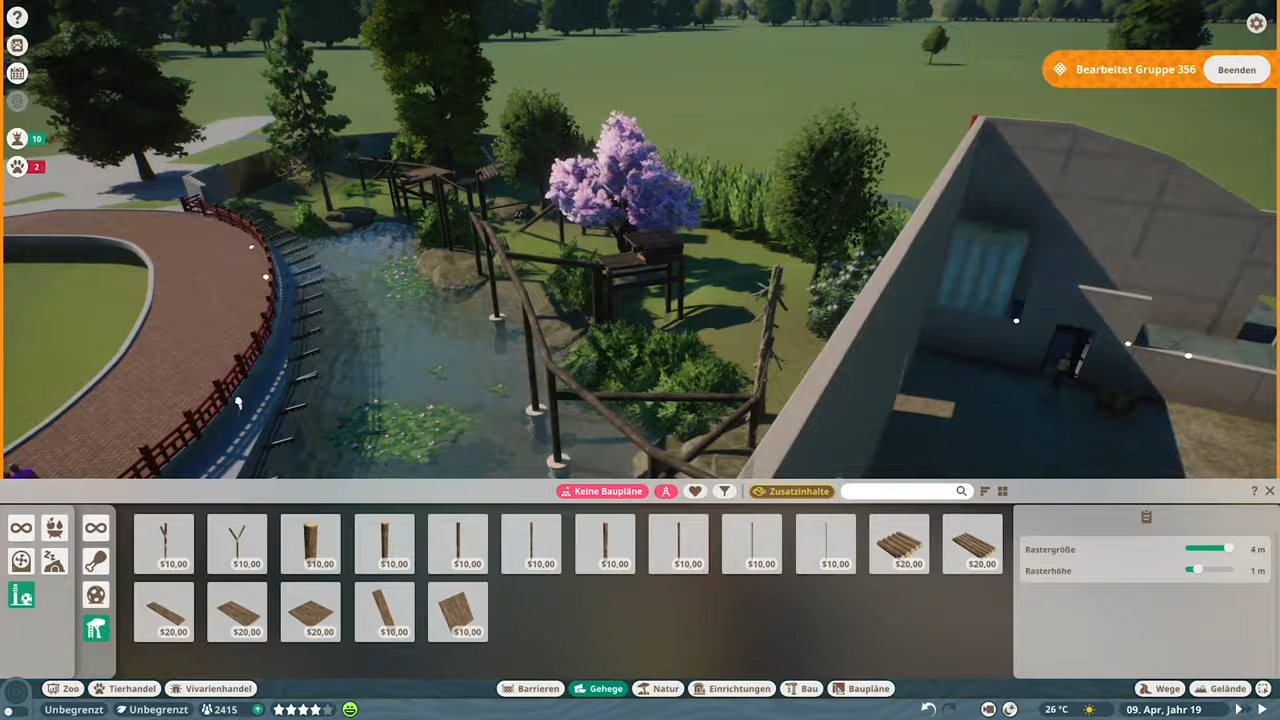 Bearbeitet Gruppe 356
Beenden
10
2
Keine Baupläne
Zusatzinhalte
?
$10,00 $10,00 $10,00 $10,00 $10,00 $10,00 $10,00 $10,00 $10,00 $10,00 $20,00 $20,00
Rastergröße 4 m
Rasterhöhe 1 m
$20,00 $20,00 $20,00 $10,00 $10,00
Zoo Tierhandel Vivarienhandel Barrieren Gehege Natur Einrichtungen Bau Baupläne Wege Gelände
Unbegrenzt Unbegrenzt 2415 26 °C 09. Apr, Jahr 19